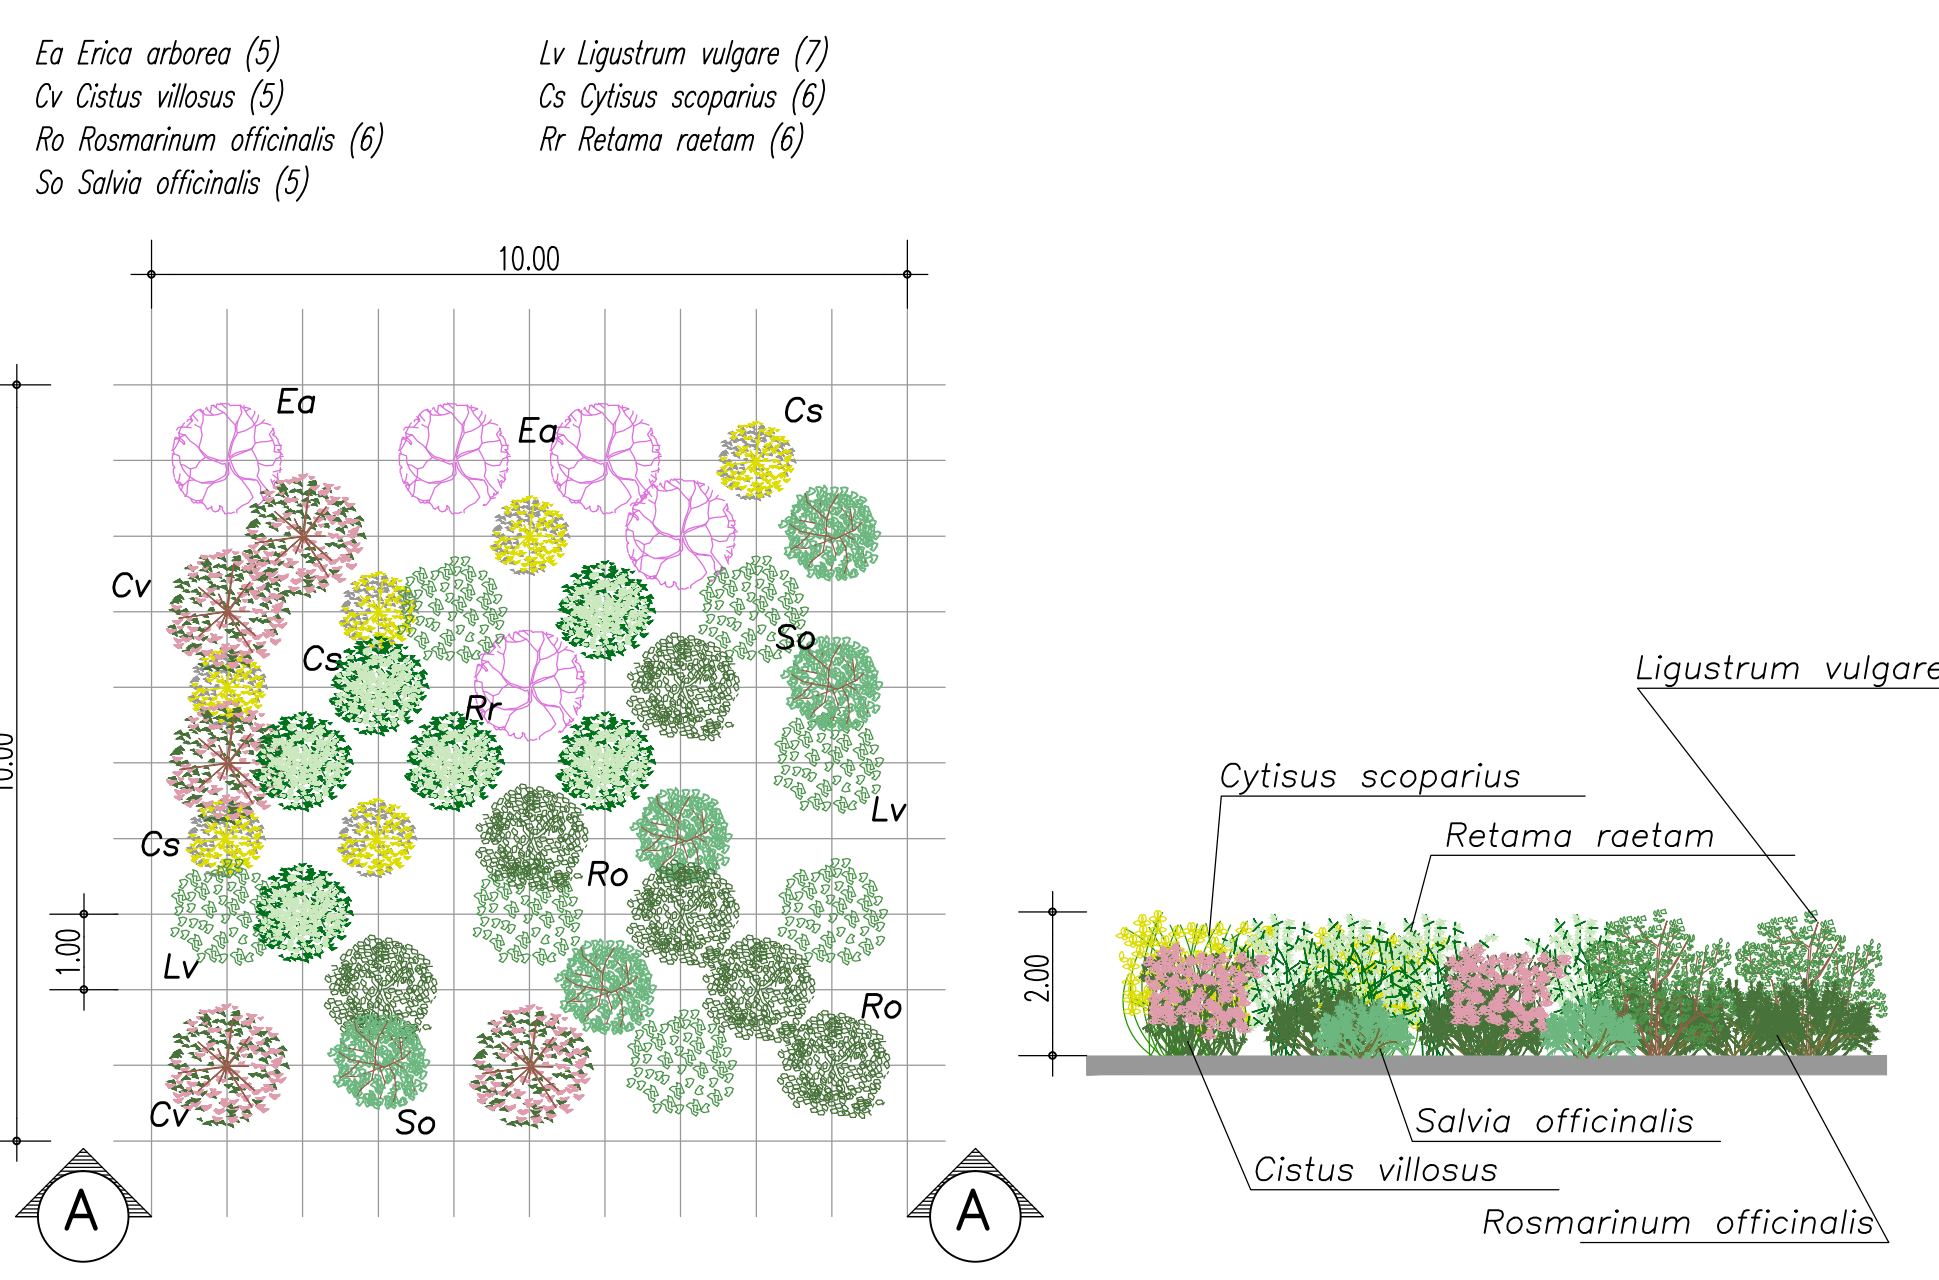 Ea Erica arborea (5)
Cv Cistus villosus (5)
Ro Rosmarinum officinalis (6)
So Salvia officinalis (5)
Lv Ligustrum vulgare (7)
Cs Cytisus scoparius (6)
Rr Retama raetam (6)
10.00
Ea
Ea
Cs
Cv
So
Cs
Rr
10.00
Lv
Cs
Ro
1.00
Lv
Ro
Cv
So
A
A
Ligustrum vulgare
Cytisus scoparius
Retama raetam
2.00
Salvia officinalis
Cistus villosus
Rosmarinum officinalis